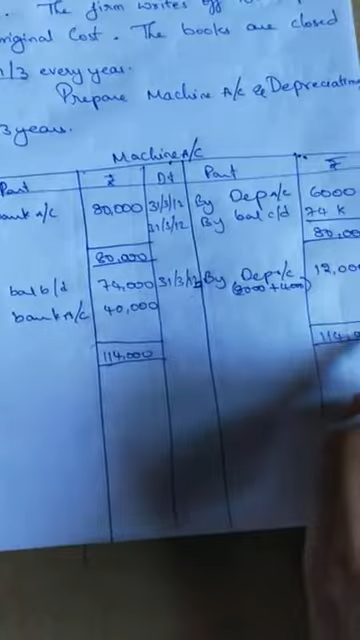 The firm writes off 10
original Cost. The books are closed
1/3 every year.
Prepare Machine A/c & Depreciation
3 years.
Machine A/c
Part ₹ Dt Part ₹
bank A/c 80,000 31/3/12 By Dep A/c 6000
31/3/12 By bal c/d 74 k
80,000 80,000
bal b/d 74,000 31/3/12 By Dep A/c 12,000
(8000 + 4000)
bank A/c 40,000
114,000